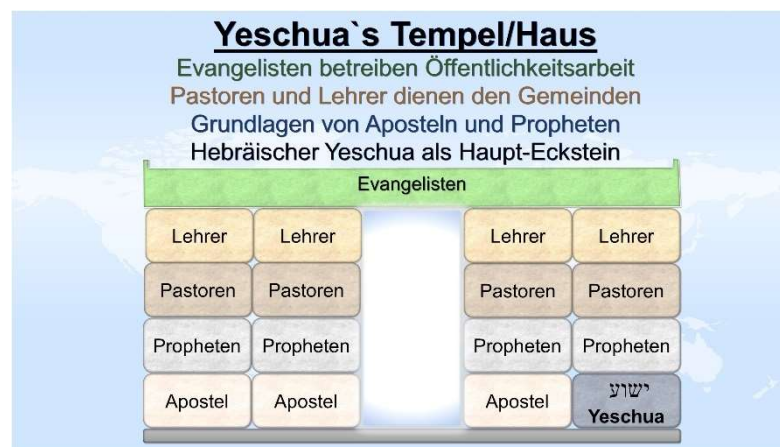 Yeschua`s Tempel/Haus
Evangelisten betreiben Öffentlichkeitsarbeit
Pastoren und Lehrer dienen den Gemeinden
Grundlagen von Aposteln und Propheten
Hebräischer Yeschua als Haupt-Eckstein
Evangelisten
Lehrer Lehrer Lehrer Lehrer
Pastoren Pastoren Pastoren Pastoren
Propheten Propheten Propheten Propheten
Apostel Apostel Apostel ישוע
Yeschua